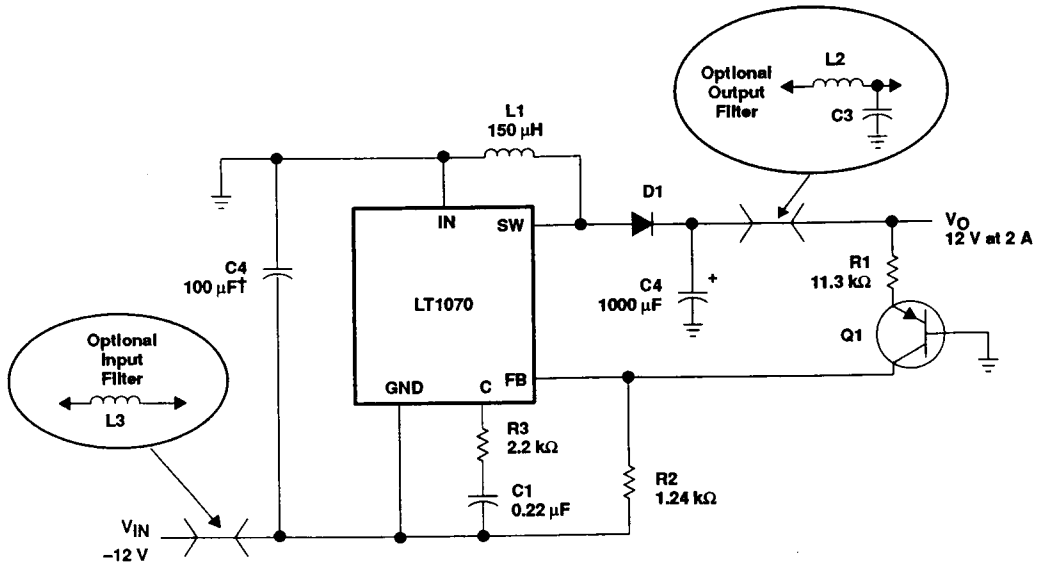 Optional
Output
Filter
L2
C3
L1
150 µH
D1
IN
SW
VO
12 V at 2 A
C4
100 µF†
LT1070
C4
1000 µF
+
R1
11.3 kΩ
Q1
Optional
Input
Filter
L3
GND
C
FB
R3
2.2 kΩ
C1
0.22 µF
R2
1.24 kΩ
VIN
–12 V